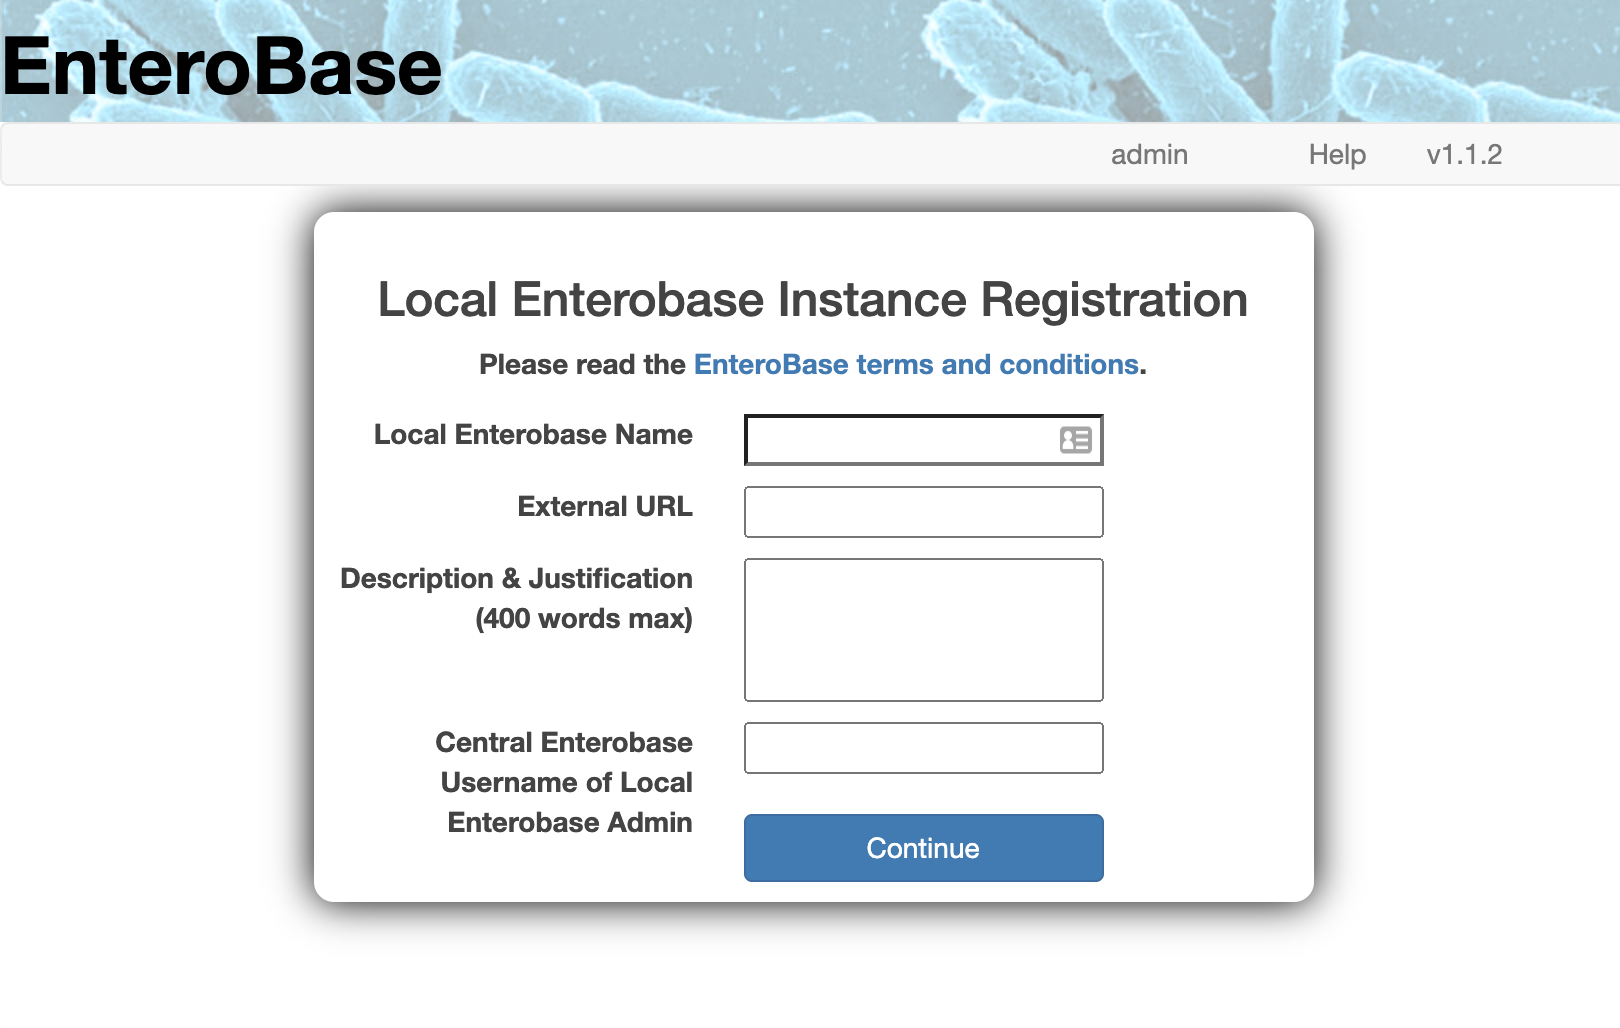 EnteroBase
admin Help v1.1.2
Local Enterobase Instance Registration
Please read the EnteroBase terms and conditions.
Local Enterobase Name
External URL
Description & Justification
(400 words max)
Central Enterobase
Username of Local
Enterobase Admin
Continue